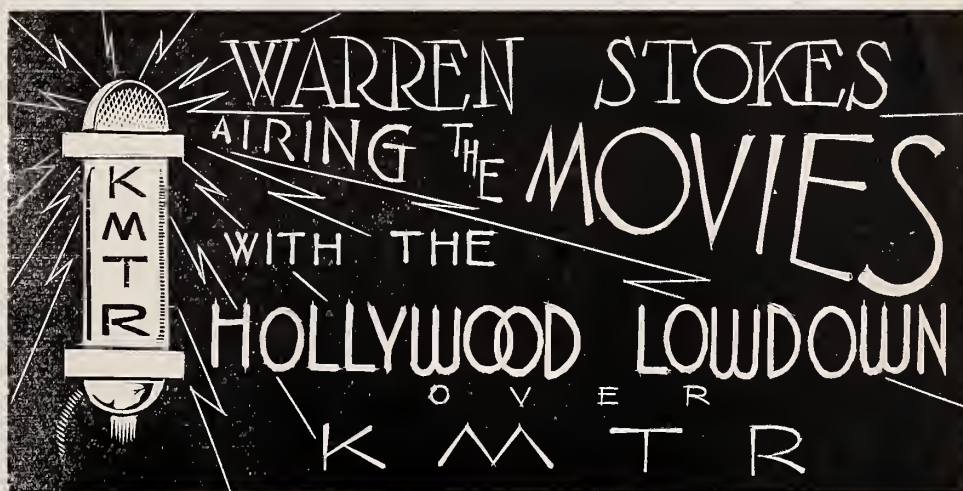 WARREN STOKES
AIRING THE MOVIES
WITH THE
HOLLYWOOD LOWDOWN
OVER
KMTR
KMTR